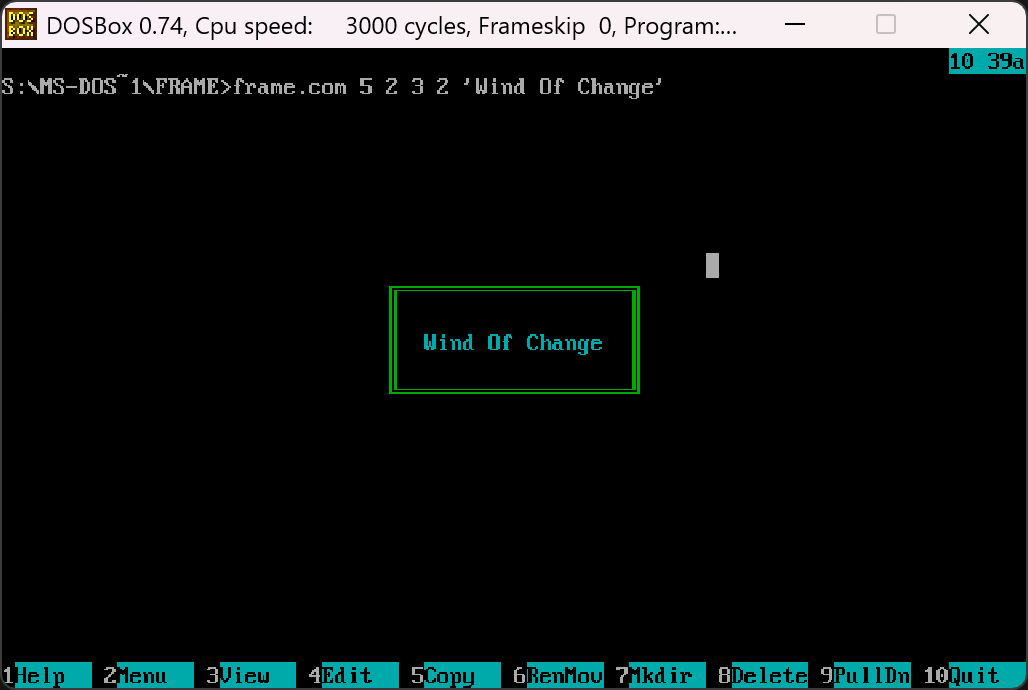 DOS
BOX
DOSBox 0.74, Cpu speed: 3000 cycles, Frameskip 0, Program:...
10 39a
S:\MS-DOS~1\FRAME>frame.com 5 2 3 2 'Wind Of Change'
Wind Of Change
1Help 2Menu 3View 4Edit 5Copy 6RenMov 7Mkdir 8Delete 9PullDn 10Quit